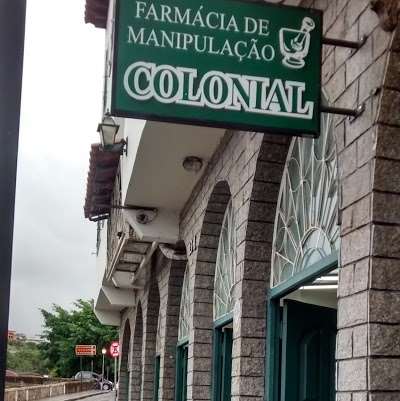 FARMÁCIA DE
MANIPULAÇÃO
COLONIAL